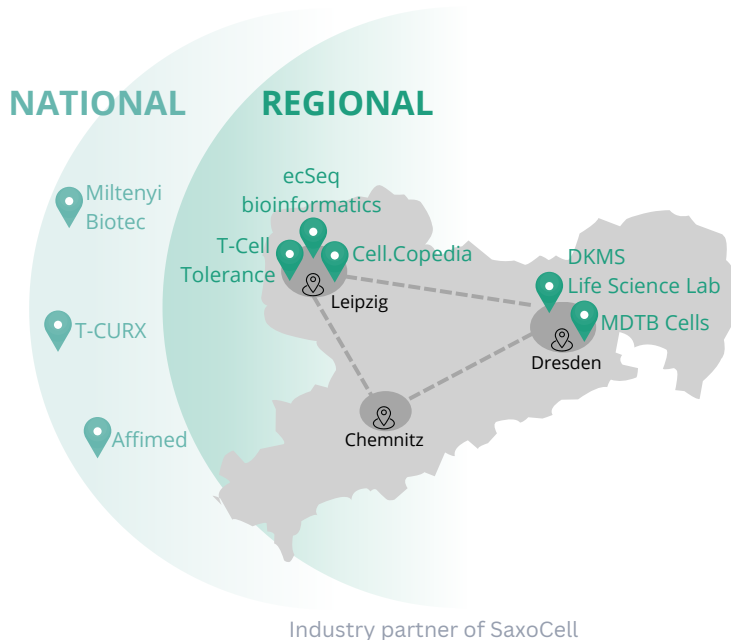 NATIONAL
REGIONAL
Miltenyi
Biotec
T-CURX
Affimed
ecSeq
bioinformatics
T-Cell
Tolerance
Cell.Copedia
Leipzig
DKMS
Life Science Lab
MDTB Cells
Dresden
Chemnitz
Industry partner of SaxoCell